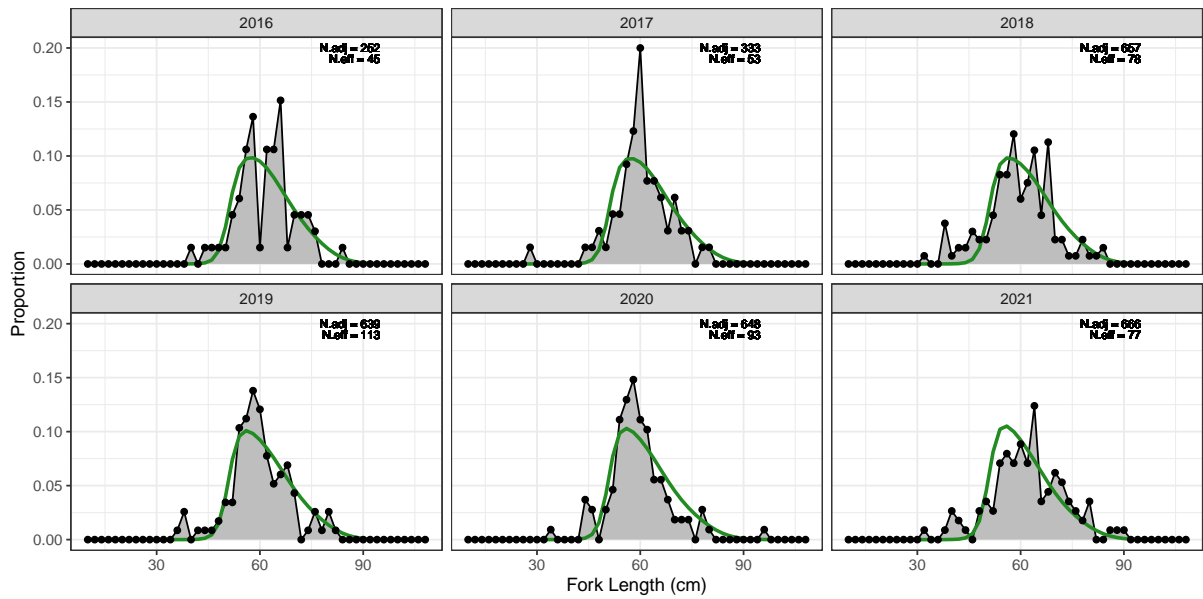 2016
2017
2018
N.adj = 252
N.eff = 45
N.adj = 333
N.eff = 53
N.adj = 657
N.eff = 78
0.20
0.15
0.10
0.05
0.00
Proportion
2019
2020
2021
N.adj = 639
N.eff = 113
N.adj = 648
N.eff = 93
N.adj = 666
N.eff = 77
0.20
0.15
0.10
0.05
0.00
30 60 90
30 60 90
30 60 90
Fork Length (cm)